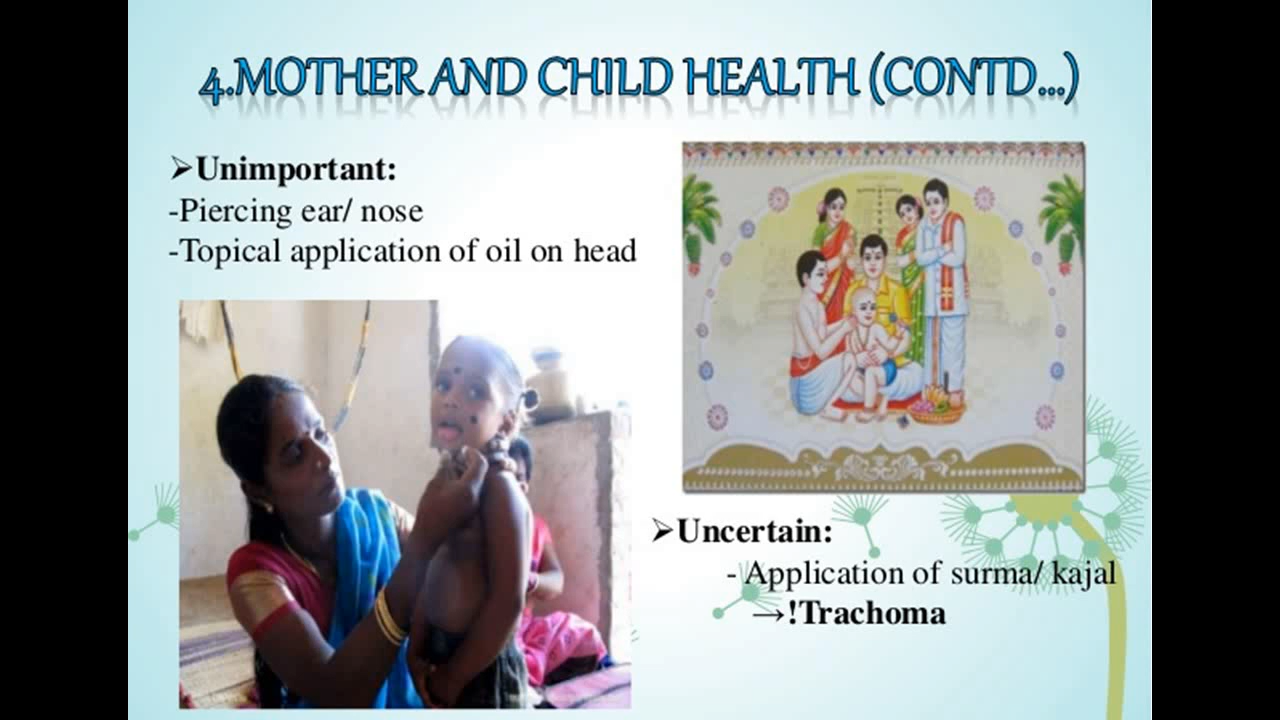 4.MOTHER AND CHILD HEALTH (CONTD...)
➢Unimportant:
-Piercing ear/ nose
-Topical application of oil on head
➢Uncertain:
- Application of surma/ kajal
→!Trachoma